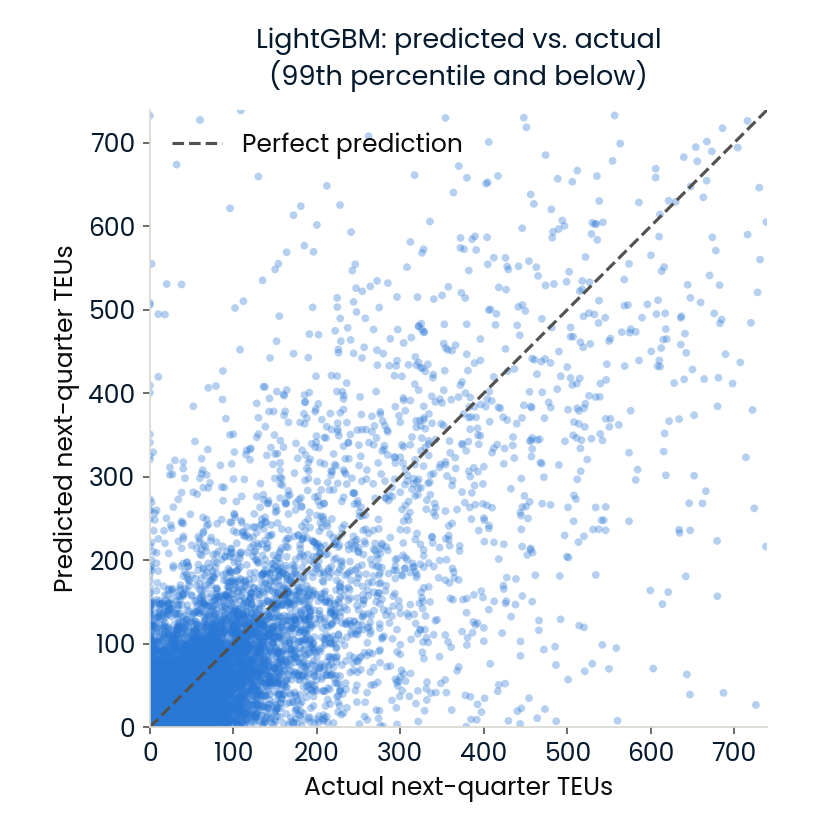 LightGBM: predicted vs. actual
(99th percentile and below)
Perfect prediction
Predicted next-quarter TEUs
700
600
500
400
300
200
100
0
0 100 200 300 400 500 600 700
Actual next-quarter TEUs